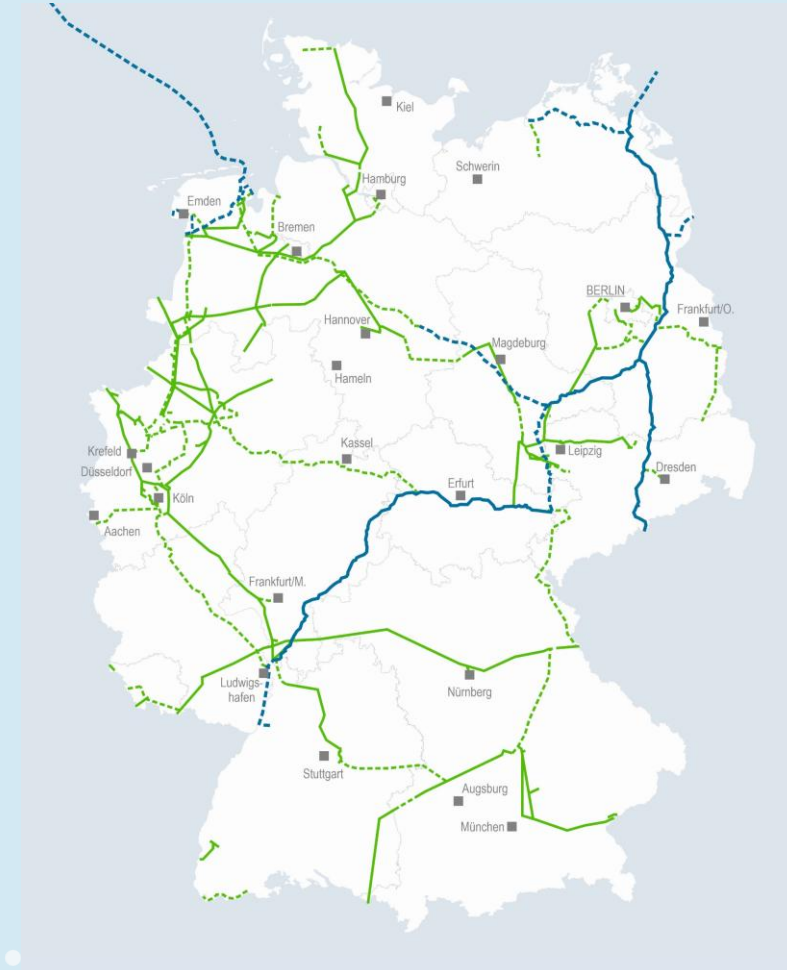 Kiel
Schwerin
Hamburg
Emden
Bremen
BERLIN
Frankfurt/O.
Hannover
Magdeburg
Hameln
Krefeld
Düsseldorf
Kassel
Leipzig
Dresden
Erfurt
Köln
Aachen
Frankfurt/M.
Ludwigs-
hafen
Nürnberg
Stuttgart
Augsburg
München